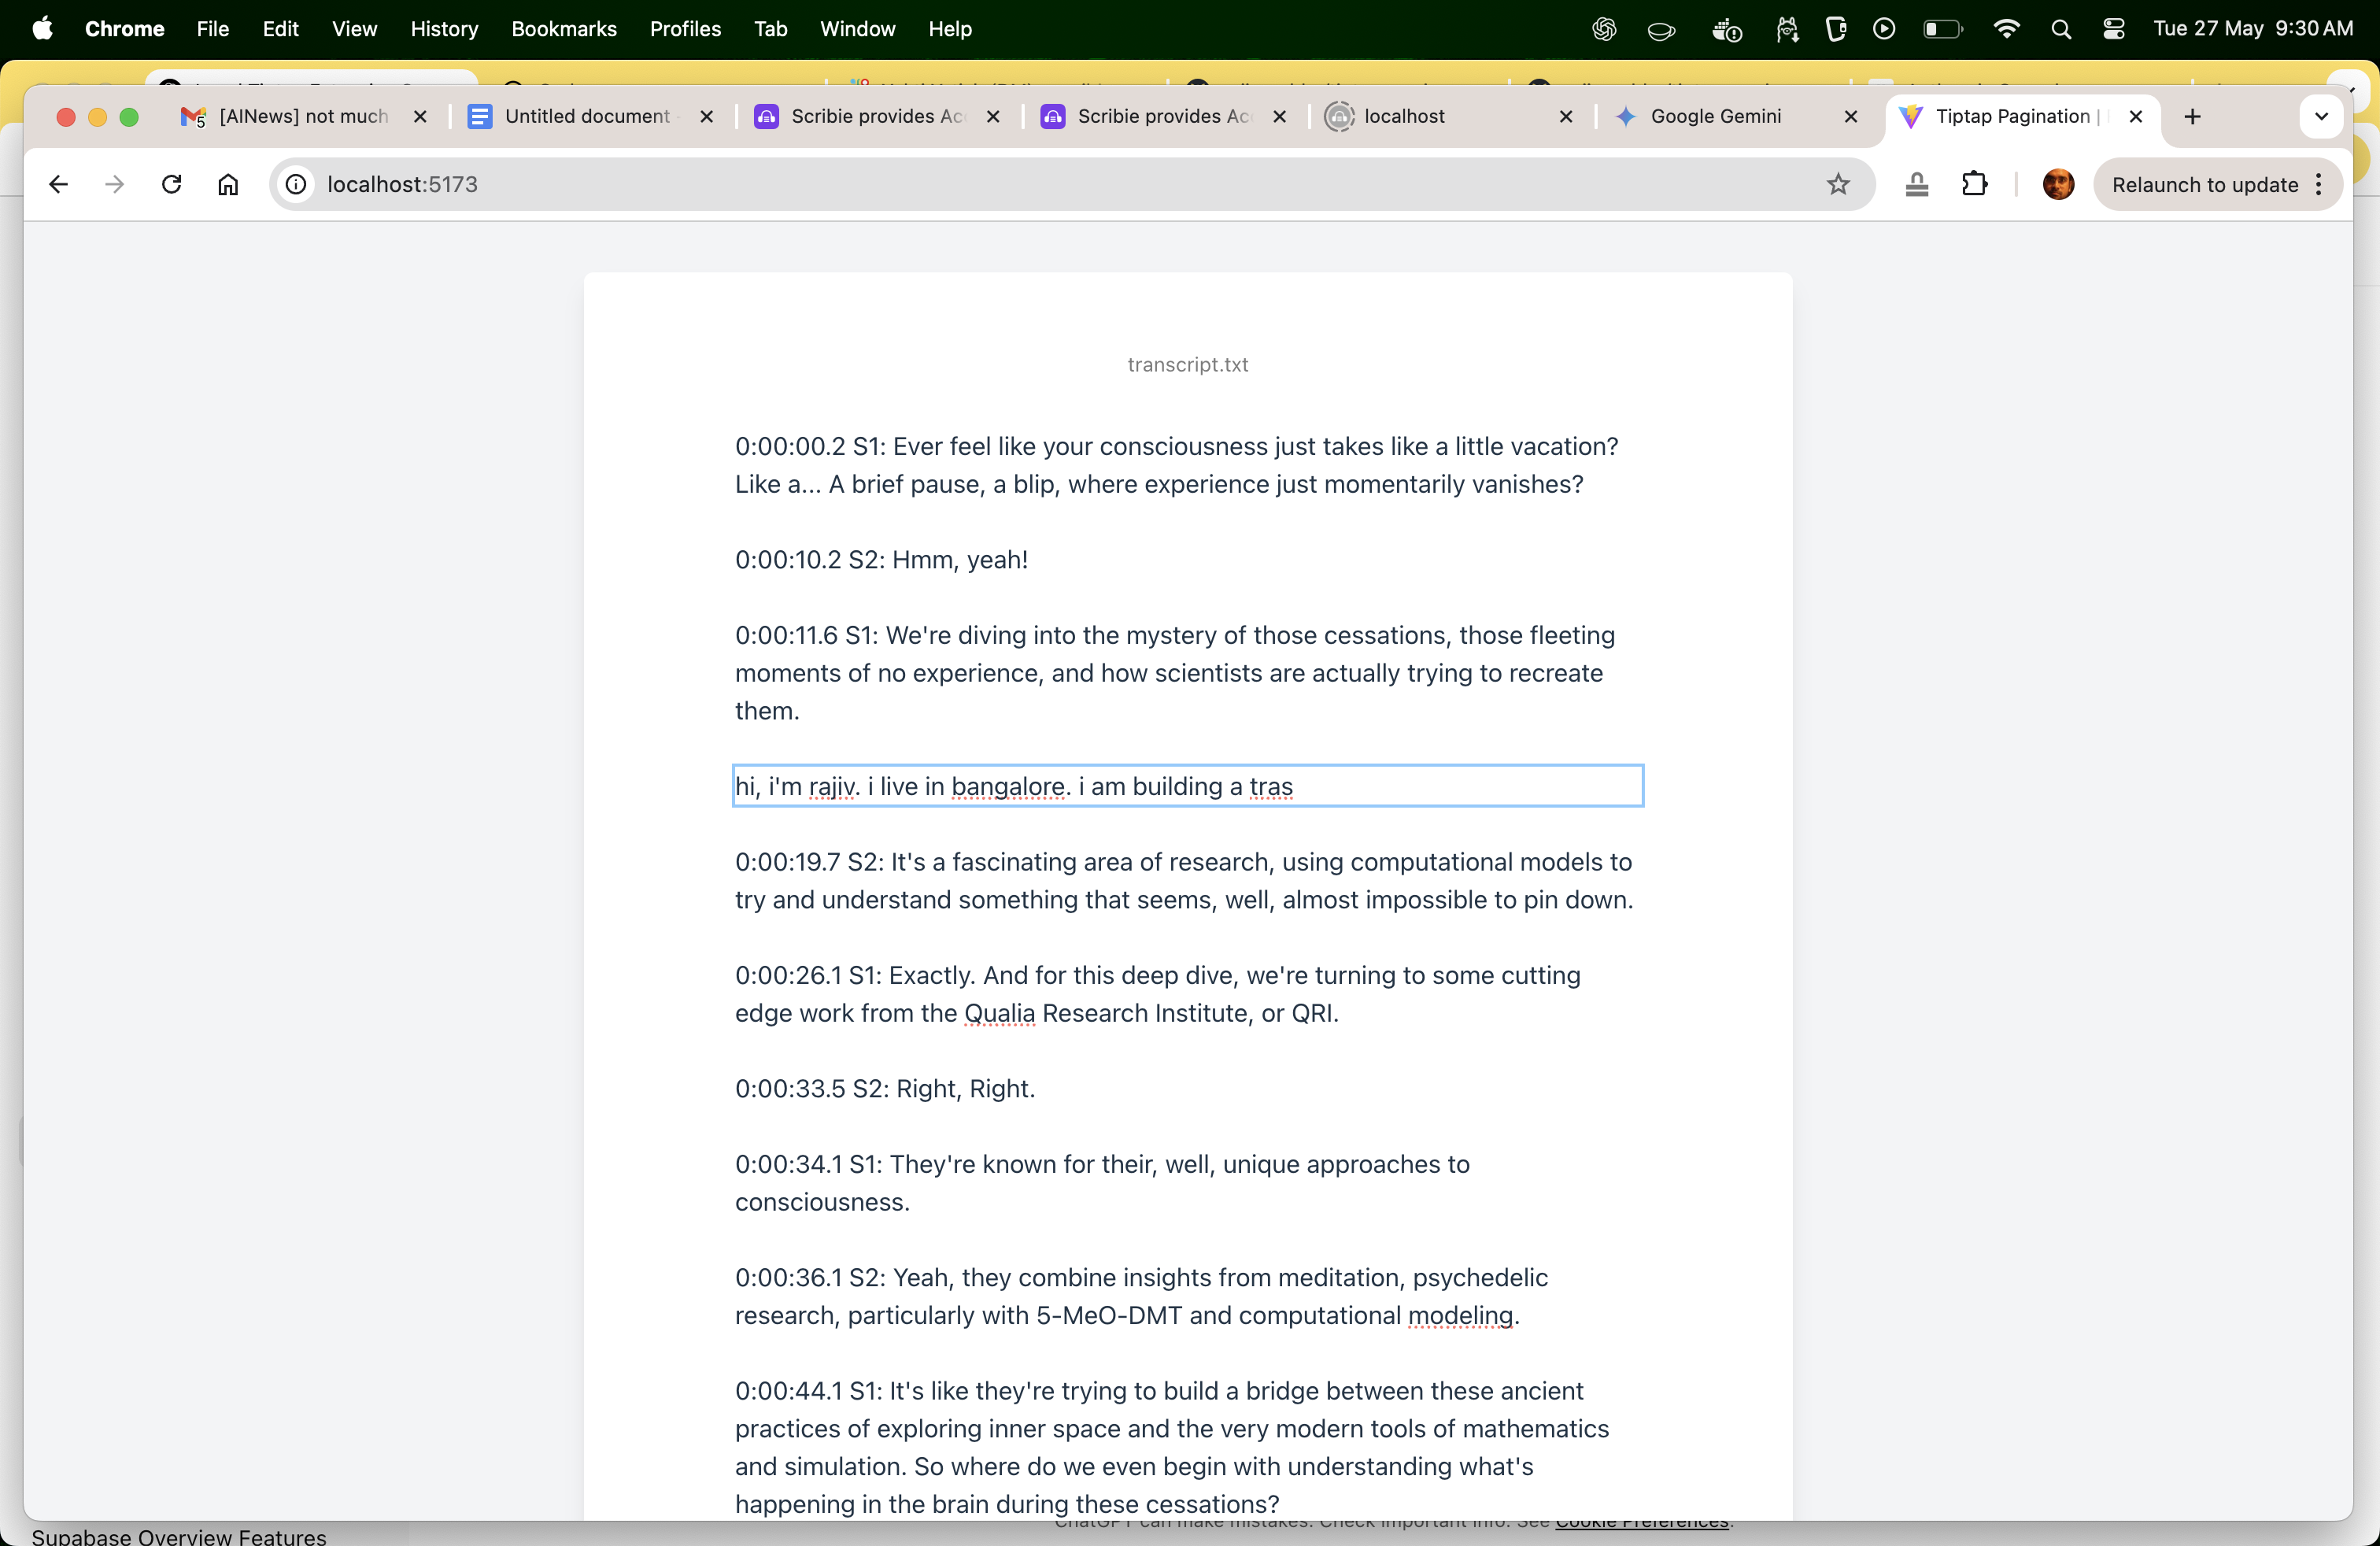 Chrome File Edit View History Bookmarks Profiles Tab Window Help Tue 27 May 9:30 AM
5 [AINews] not much Untitled document Scribie provides Ac Scribie provides Ac localhost Google Gemini Tiptap Pagination |
localhost:5173 Relaunch to update
transcript.txt
0:00:00.2 S1: Ever feel like your consciousness just takes like a little vacation?
Like a... A brief pause, a blip, where experience just momentarily vanishes?
0:00:10.2 S2: Hmm, yeah!
0:00:11.6 S1: We're diving into the mystery of those cessations, those fleeting
moments of no experience, and how scientists are actually trying to recreate
them.
hi, i'm rajiv. i live in bangalore. i am building a tras
0:00:19.7 S2: It's a fascinating area of research, using computational models to
try and understand something that seems, well, almost impossible to pin down.
0:00:26.1 S1: Exactly. And for this deep dive, we're turning to some cutting
edge work from the Qualia Research Institute, or QRI.
0:00:33.5 S2: Right, Right.
0:00:34.1 S1: They're known for their, well, unique approaches to
consciousness.
0:00:36.1 S2: Yeah, they combine insights from meditation, psychedelic
research, particularly with 5-MeO-DMT and computational modeling.
0:00:44.1 S1: It's like they're trying to build a bridge between these ancient
practices of exploring inner space and the very modern tools of mathematics
and simulation. So where do we even begin with understanding what's
happening in the brain during these cessations?
ChatGPT can make mistakes. Check important info. See Cookie Preferences.
Supabase Overview Features